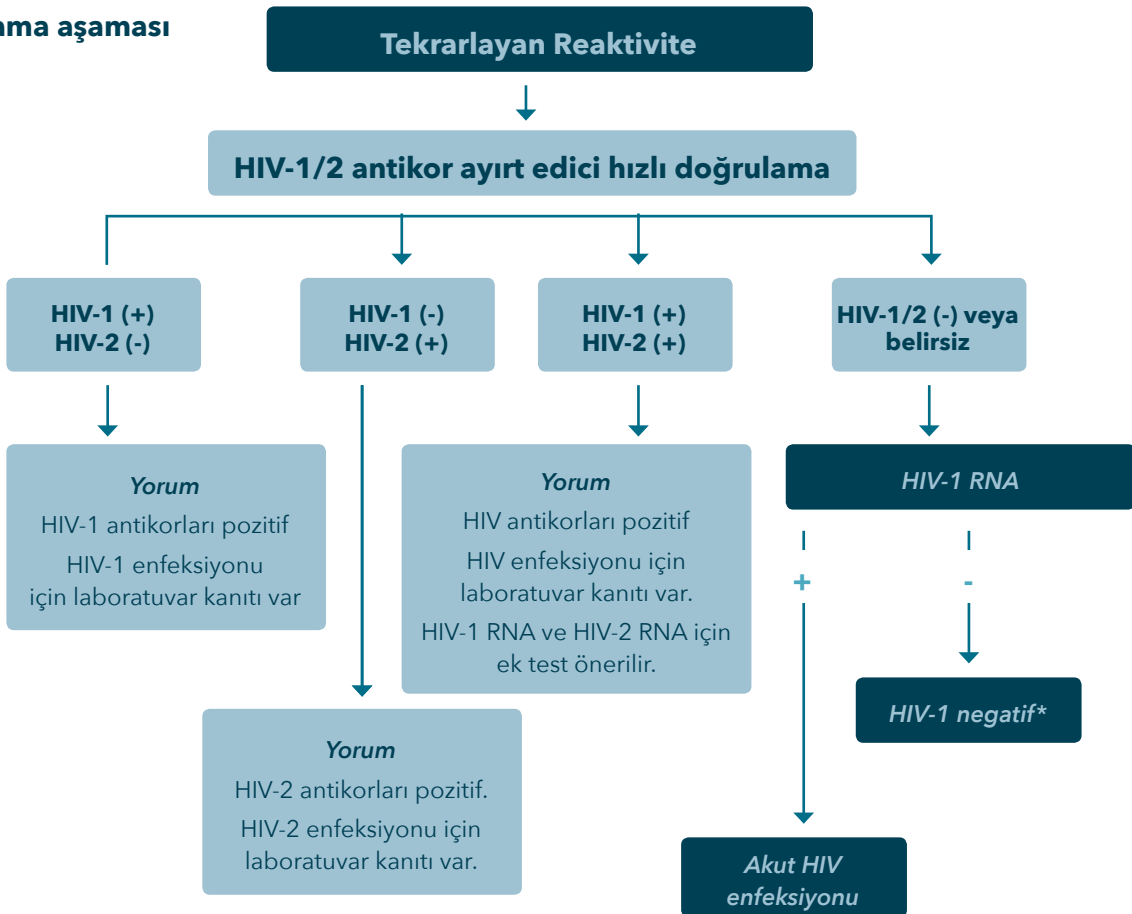 ama aşaması
Tekrarlayan Reaktivite
HIV-1/2 antikor ayırt edici hızlı doğrulama
HIV-1 (+)
HIV-2 (-)
HIV-1 (-)
HIV-2 (+)
HIV-1 (+)
HIV-2 (+)
HIV-1/2 (-) veya
belirsiz
Yorum
HIV-1 antikorları pozitif
HIV-1 enfeksiyonu
için laboratuvar kanıtı var
Yorum
HIV antikorları pozitif
HIV enfeksiyonu için
laboratuvar kanıtı var.
HIV-1 RNA ve HIV-2 RNA için
ek test önerilir.
HIV-1 RNA
+
-
HIV-1 negatif*
Yorum
HIV-2 antikorları pozitif.
HIV-2 enfeksiyonu için
laboratuvar kanıtı var.
Akut HIV
enfeksiyonu